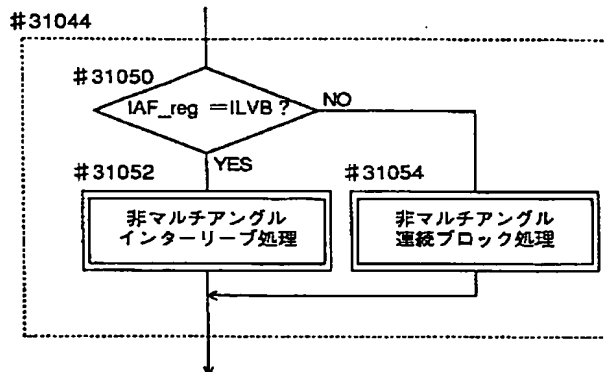 #31044
#31050
IAF_reg ==ILVB ?
NO
YES
#31052
#31054
非マルチアングル
インターリーブ処理
非マルチアングル
連続ブロック処理